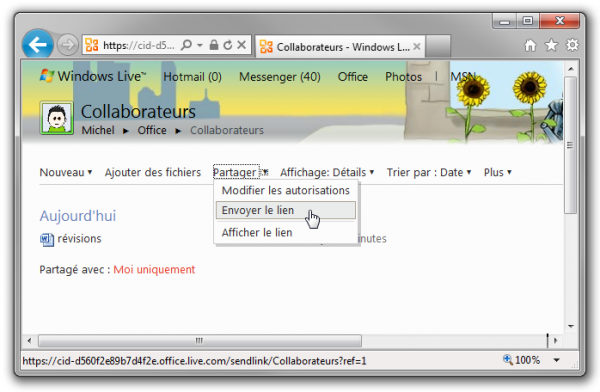 https://cid-d5...
Collaborateurs - Windows L...
Windows Live™ Hotmail (0) Messenger (40) Office Photos | MSN
Collaborateurs
Michel ► Office ► Collaborateurs
Nouveau ▾ Ajouter des fichiers Partager ▾ Affichage: Détails ▾ Trier par : Date ▾ Plus ▾
Modifier les autorisations
Envoyer le lien
Afficher le lien
Aujourd'hui
révisions
Partagé avec : Moi uniquement
https://cid-d560f2e89b7d4f2e.office.live.com/sendlink/Collaborateurs?ref=1
100%